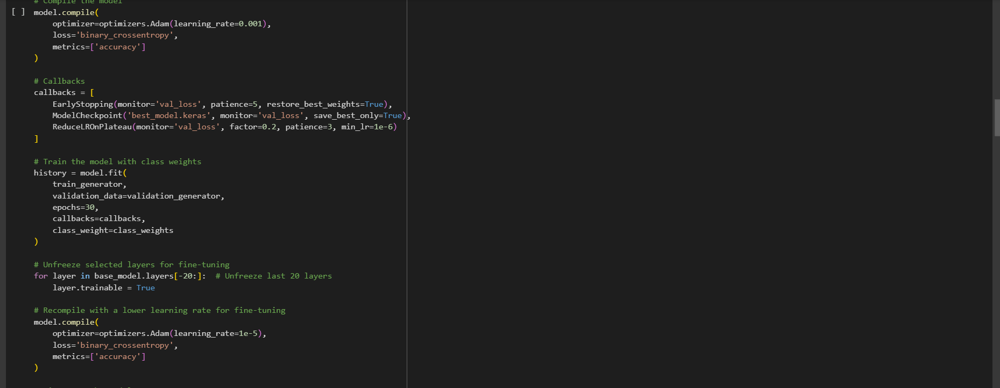 # Compile the model
[ ] model.compile(
    optimizer=optimizers.Adam(learning_rate=0.001),
    loss='binary_crossentropy',
    metrics=['accuracy']
)
# Callbacks
callbacks = [
    EarlyStopping(monitor='val_loss', patience=5, restore_best_weights=True),
    ModelCheckpoint('best_model.keras', monitor='val_loss', save_best_only=True),
    ReduceLROnPlateau(monitor='val_loss', factor=0.2, patience=3, min_lr=1e-6)
]
# Train the model with class weights
history = model.fit(
    train_generator,
    validation_data=validation_generator,
    epochs=30,
    callbacks=callbacks,
    class_weight=class_weights
)
# Unfreeze selected layers for fine-tuning
for layer in base_model.layers[-20:]:  # Unfreeze last 20 layers
    layer.trainable = True
# Recompile with a lower learning rate for fine-tuning
model.compile(
    optimizer=optimizers.Adam(learning_rate=1e-5),
    loss='binary_crossentropy',
    metrics=['accuracy']
)